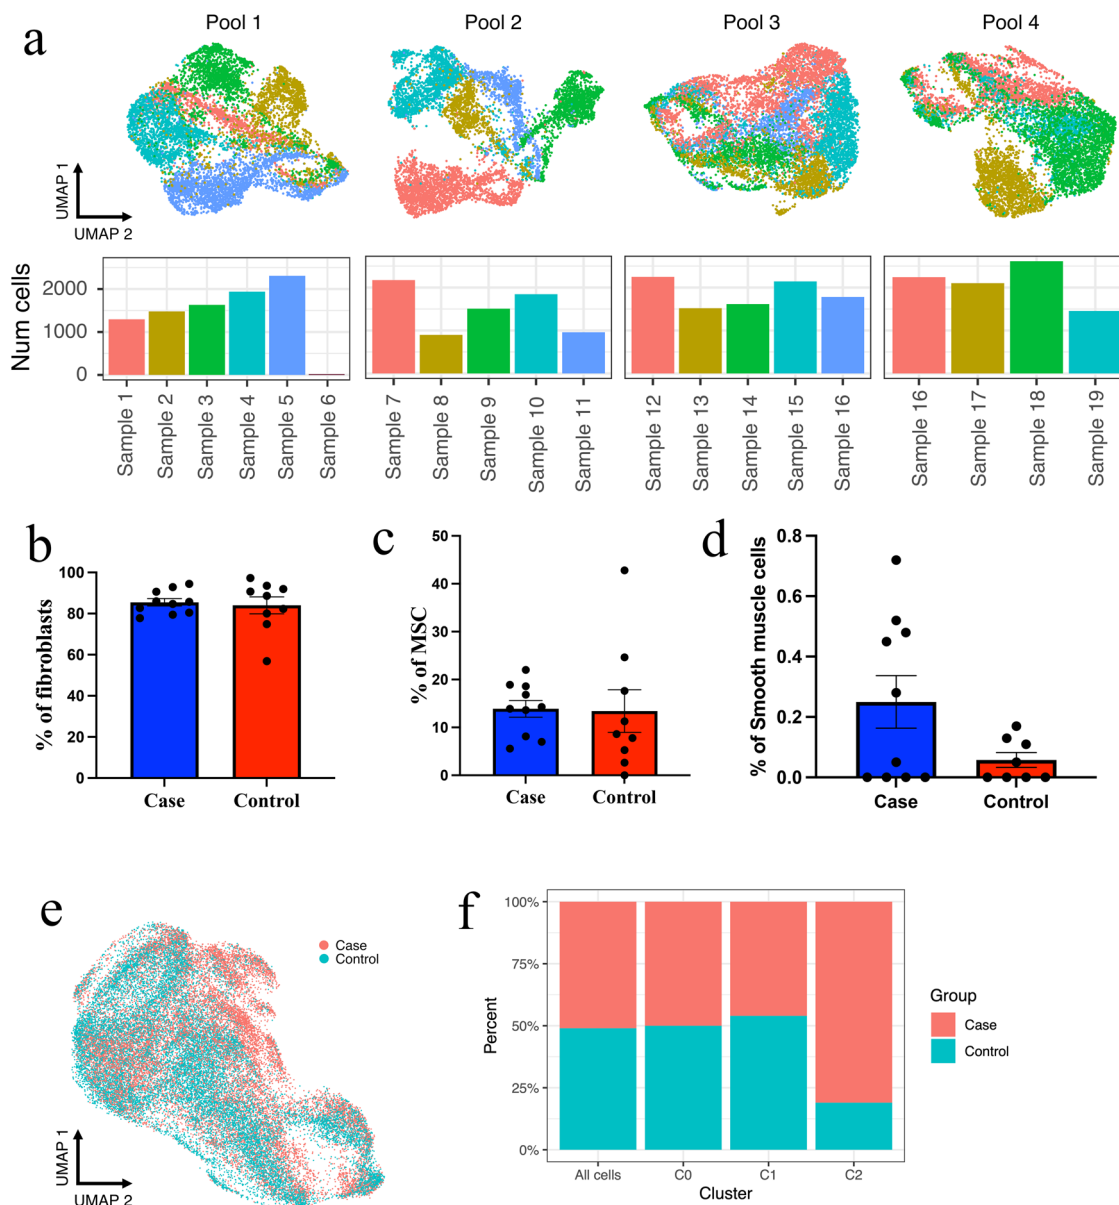 a
Pool 1
Pool 2
Pool 3
Pool 4
UMAP 1
UMAP 2
Num cells
2000
1000
0
Sample 1
Sample 2
Sample 3
Sample 4
Sample 5
Sample 6
Sample 7
Sample 8
Sample 9
Sample 10
Sample 11
Sample 12
Sample 13
Sample 14
Sample 15
Sample 16
Sample 16
Sample 17
Sample 18
Sample 19
b
% of fibroblasts
100
80
60
40
20
0
Case
Control
c
% of MSC
50
40
30
20
10
0
Case
Control
d
% of Smooth muscle cells
0.8
0.6
0.4
0.2
0.0
Case
Control
e
Case
Control
UMAP 1
UMAP 2
f
Percent
100%
75%
50%
25%
0%
All cells
C0
C1
C2
Cluster
Group
Case
Control